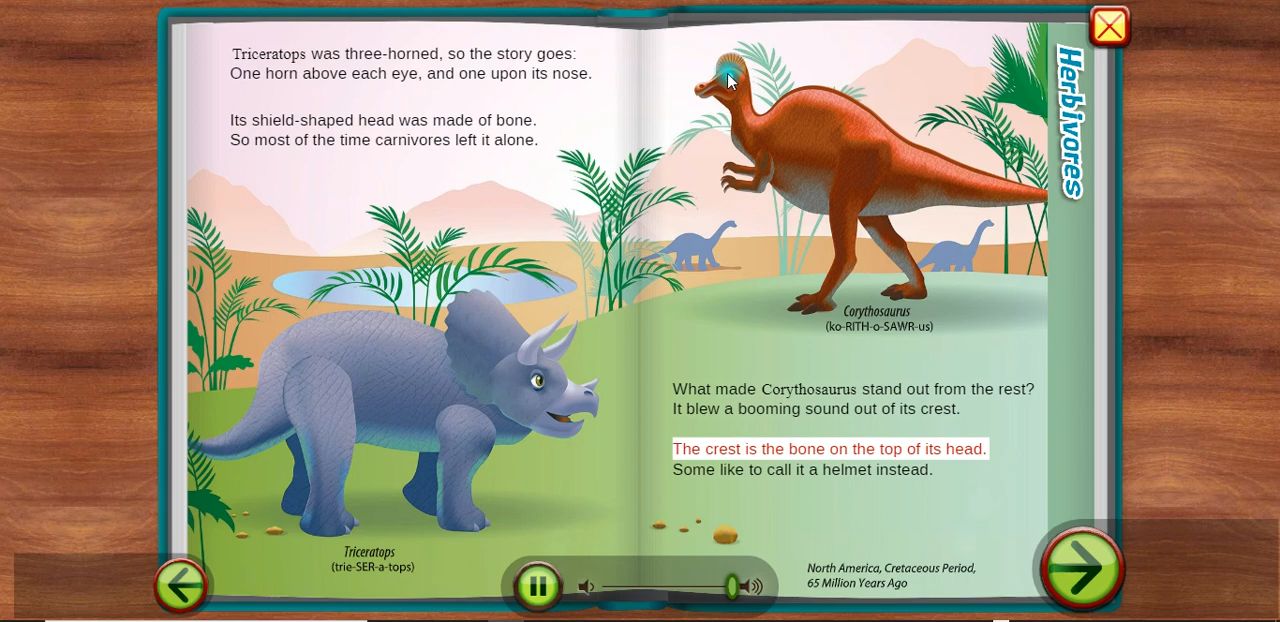 Triceratops was three-horned, so the story goes:
One horn above each eye, and one upon its nose.
Its shield-shaped head was made of bone.
So most of the time carnivores left it alone.
Triceratops
(trie-SER-a-tops)
Herbivores
Corythosaurus
(ko-RITH-o-SAWR-us)
What made Corythosaurus stand out from the rest?
It blew a booming sound out of its crest.
The crest is the bone on the top of its head.
Some like to call it a helmet instead.
North America, Cretaceous Period,
65 Million Years Ago